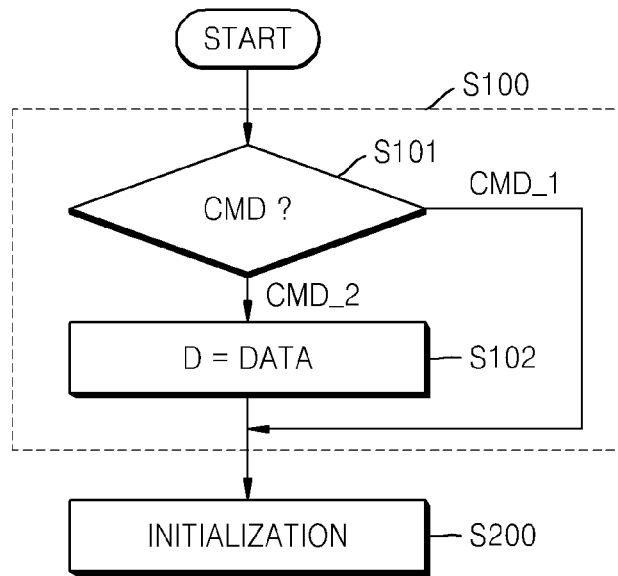 START
S100
S101
CMD_1
CMD ?
CMD_2
D = DATA
S102
INITIALIZATION
S200